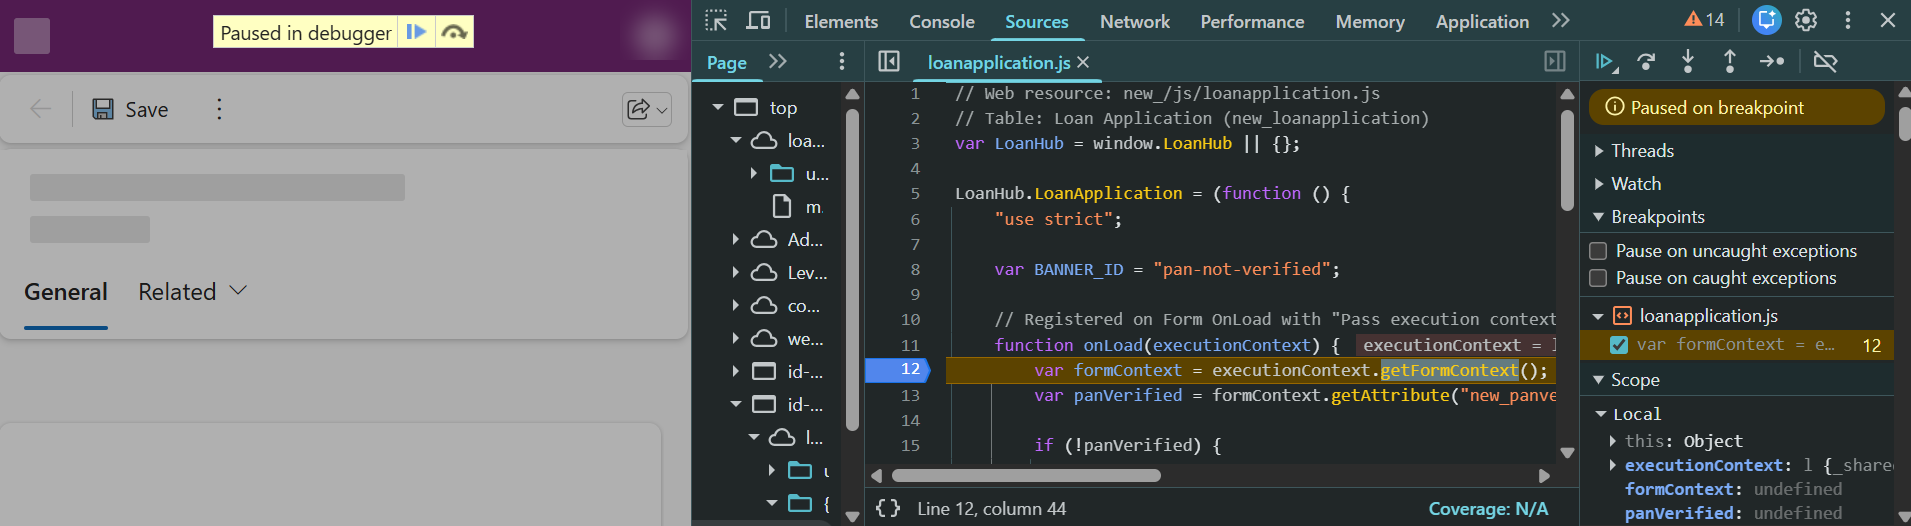 Paused in debugger
Save
General
Related
Elements
Console
Sources
Network
Performance
Memory
Application
14
Page
loanapplication.js
top
loa...
u...
m.
Ad...
Lev...
co...
we...
id-...
id-...
l...
u
{
1 // Web resource: new_/js/loanapplication.js
2 // Table: Loan Application (new_loanapplication)
3 var LoanHub = window.LoanHub || {};
4
5 LoanHub.LoanApplication = (function () {
6 "use strict";
7
8 var BANNER_ID = "pan-not-verified";
9
10 // Registered on Form OnLoad with "Pass execution context
11 function onLoad(executionContext) { executionContext = l
12 var formContext = executionContext.getFormContext();
13 var panVerified = formContext.getAttribute("new_panve
14
15 if (!panVerified) {
{} Line 12, column 44
Coverage: N/A
Paused on breakpoint
Threads
Watch
Breakpoints
Pause on uncaught exceptions
Pause on caught exceptions
loanapplication.js
var formContext = e... 12
Scope
Local
this: Object
executionContext: l {_share
formContext: undefined
panVerified: undefined